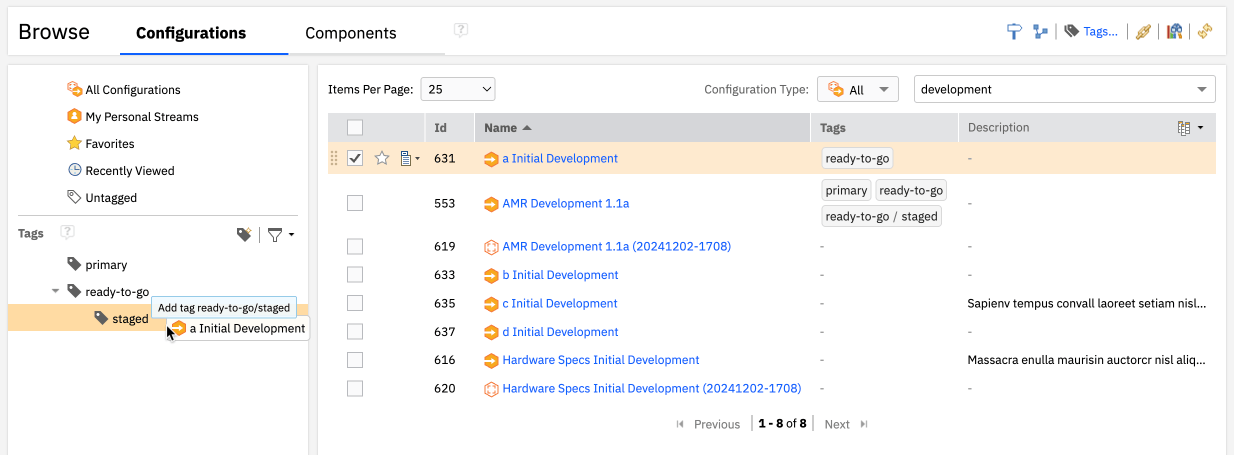 Browse Configurations Components ? Tags...
All Configurations
My Personal Streams
Favorites
Recently Viewed
Untagged
Tags ?
primary
ready-to-go
Add tag ready-to-go/staged
staged
a Initial Development
Items Per Page: 25 Configuration Type: All development
Id Name Tags Description
631 a Initial Development ready-to-go -
553 AMR Development 1.1a primary ready-to-go ready-to-go / staged -
619 AMR Development 1.1a (20241202-1708) - -
633 b Initial Development - -
635 c Initial Development - Sapienv tempus convall laoreet setiam nisl...
637 d Initial Development - -
616 Hardware Specs Initial Development - Massacra enulla maurisin auctorcr nisl aliq...
620 Hardware Specs Initial Development (20241202-1708) - -
Previous 1 - 8 of 8 Next